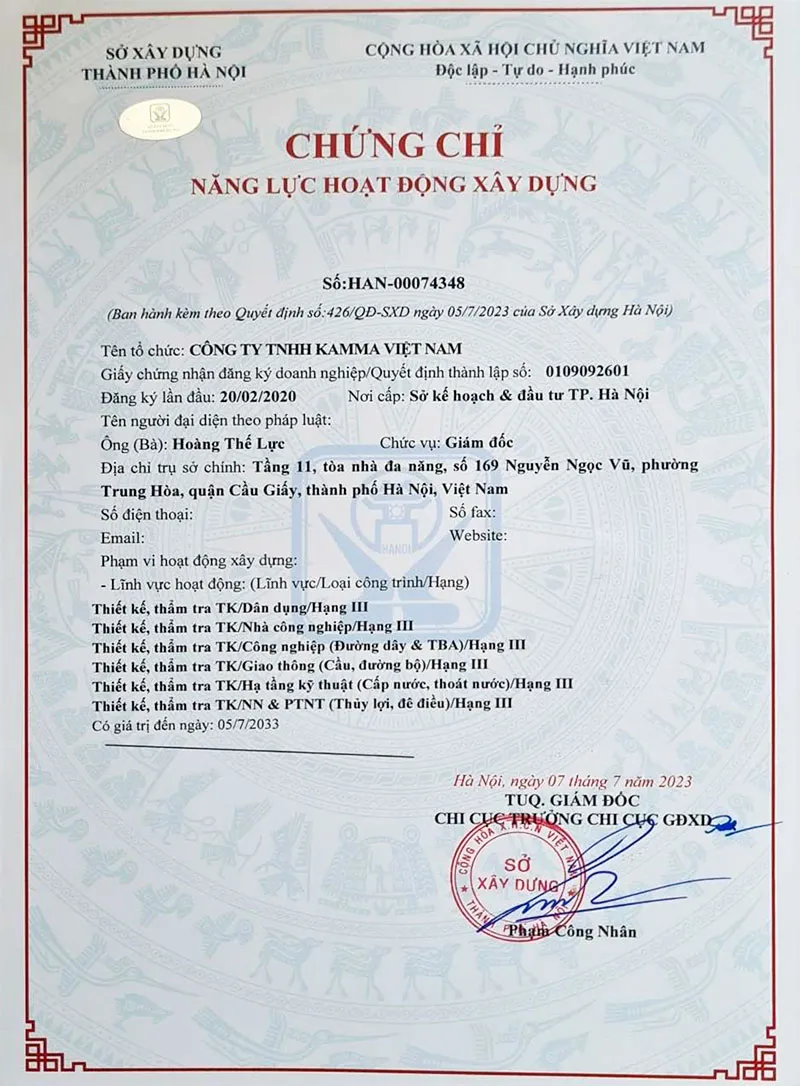 SỞ XÂY DỰNG
THÀNH PHỐ HÀ NỘI
CỘNG HÒA XÃ HỘI CHỦ NGHĨA VIỆT NAM
Độc lập - Tự do - Hạnh phúc
CHỨNG CHỈ
NĂNG LỰC HOẠT ĐỘNG XÂY DỰNG
Số:HAN-00074348
(Ban hành kèm theo Quyết định số:426/QĐ-SXD ngày 05/7/2023 của Sở Xây dựng Hà Nội)
Tên tổ chức: CÔNG TY TNHH KAMMA VIỆT NAM
Giấy chứng nhận đăng ký doanh nghiệp/Quyết định thành lập số: 0109092601
Đăng ký lần đầu: 20/02/2020 Nơi cấp: Sở kế hoạch & đầu tư TP. Hà Nội
Tên người đại diện theo pháp luật:
Ông (Bà): Hoàng Thế Lực Chức vụ: Giám đốc
Địa chỉ trụ sở chính: Tầng 11, tòa nhà đa năng, số 169 Nguyễn Ngọc Vũ, phường
Trung Hòa, quận Cầu Giấy, thành phố Hà Nội, Việt Nam
Số điện thoại: Số fax:
Email: Website:
HANOI
Phạm vi hoạt động xây dựng:
- Lĩnh vực hoạt động: (Lĩnh vực/Loại công trình/Hạng)
Thiết kế, thẩm tra TK/Dân dụng/Hạng III
Thiết kế, thẩm tra TK/Nhà công nghiệp/Hạng III
Thiết kế, thẩm tra TK/Công nghiệp (Đường dây & TBA)/Hạng III
Thiết kế, thẩm tra TK/Giao thông (Cầu, đường bộ)/Hạng III
Thiết kế, thẩm tra TK/Hạ tầng kỹ thuật (Cấp nước, thoát nước)/Hạng III
Thiết kế, thẩm tra TK/NN & PTNT (Thủy lợi, đê điều)/Hạng III
Có giá trị đến ngày: 05/7/2033
Hà Nội, ngày 07 tháng 7 năm 2023
TUQ. GIÁM ĐỐC
CHI CỤC TRƯỞNG CHI CỤC GĐXD
CỘNG HÒA X.H.C.N VIỆT NAM
SỞ
XÂY DỰNG
THÀNH PHỐ HÀ NỘI
Phạm Công Nhân